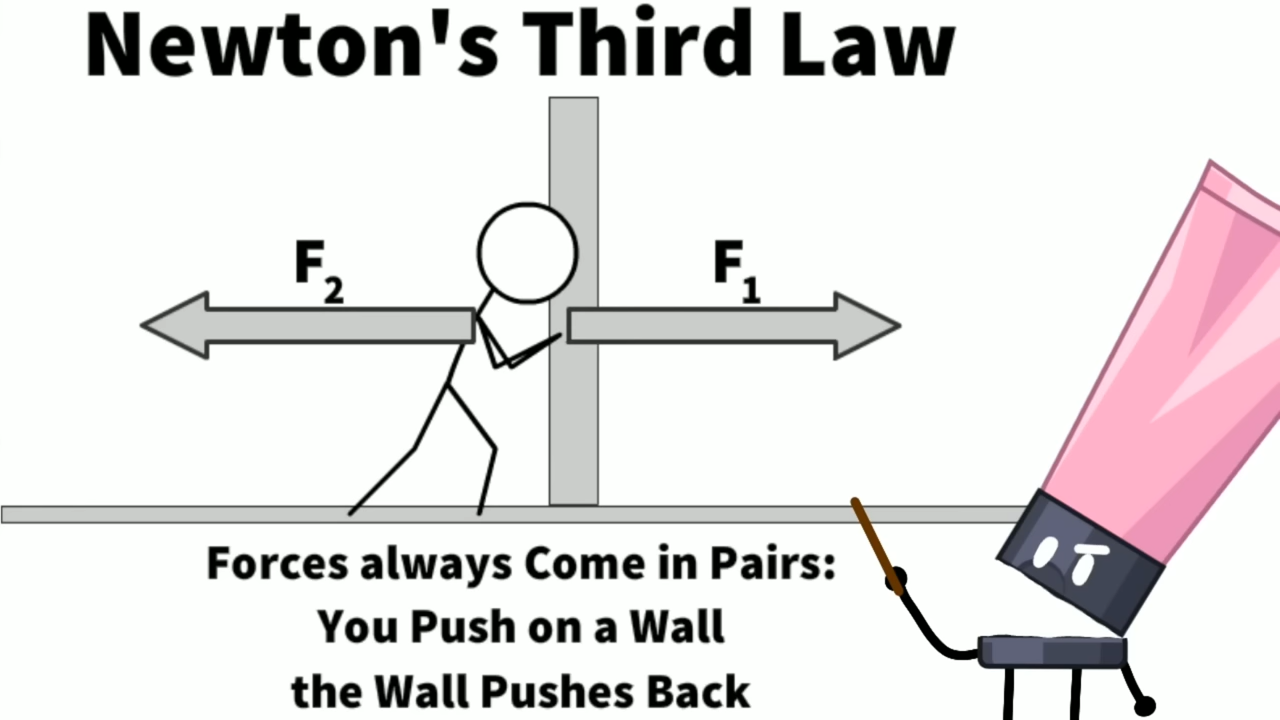 Newton's Third Law
F₂
F₁
Forces always Come in Pairs:
You Push on a Wall
the Wall Pushes Back